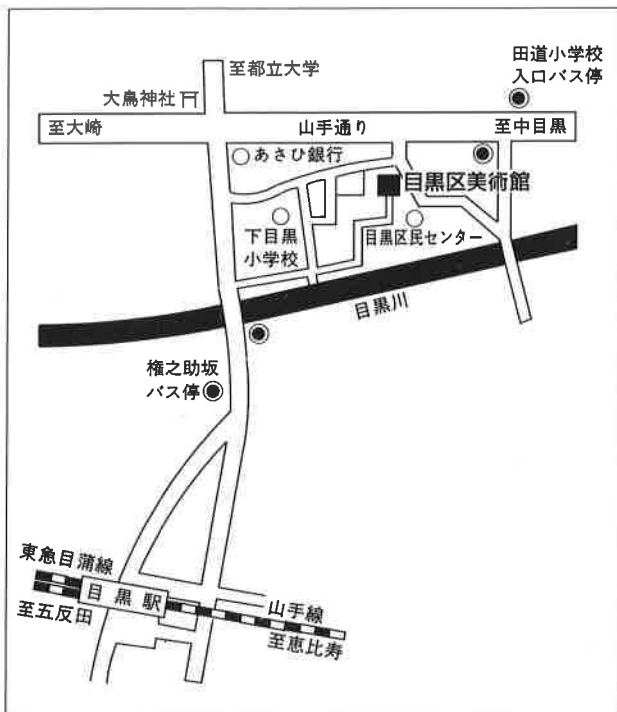 田道小学校
入口バス停
至都立大学
大鳥神社
至大崎
山手通り
至中目黒
あさひ銀行
目黒区美術館
下目黒
小学校
目黒区民センター
目黒川
権之助坂
バス停
東急目蒲線
目黒駅
山手線
至五反田
至恵比寿